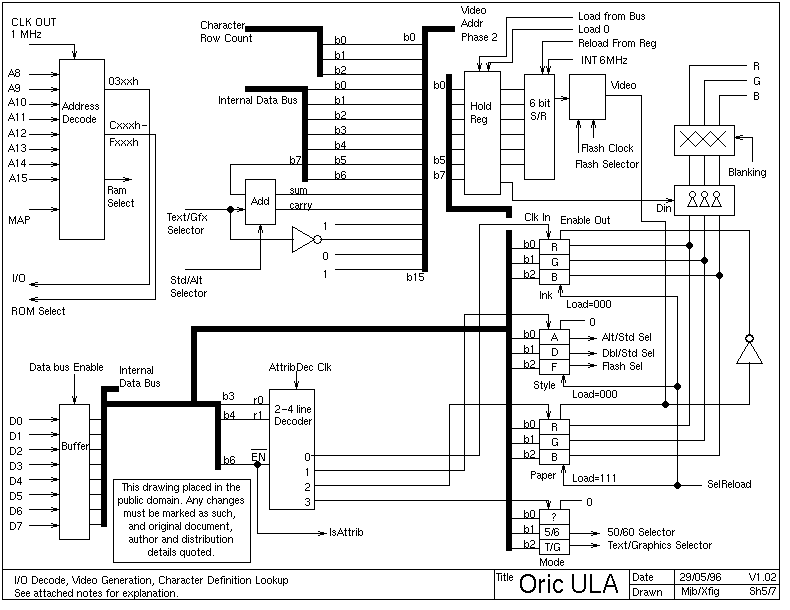 CLK OUT
1 MHz
A8
A9
A10
A11
A12
A13
A14
A15
MAP
Address
Decode
03xxh
Cxxxh-
Fxxxh
Ram
Select
I/O
ROM Select
Character
Row Count
b0
b1
b2
Internal Data Bus
b0
b1
b2
b3
b4
b5
b6
b7
Add
sum
carry
Text/Gfx
Selector
Std/Alt
Selector
1
0
1
b0
b15
Video
Addr
Phase 2
Load from Bus
Load 0
Reload From Reg
INT 6MHz
b0
b5
b7
Hold
Reg
6 bit
S/R
Video
Flash Clock
Flash Selector
R
G
B
Blanking
Din
Clk In
Enable Out
b0
b1
b2
R
G
B
Ink
Load=000
b0
b1
b2
A
D
F
0
Alt/Std Sel
Dbl/Std Sel
Flash Sel
Style
Load=000
b0
b1
b2
R
G
B
Paper
Load=111
SelReload
b0
b1
b2
?
5/6
T/G
0
50/60 Selector
Text/Graphics Selector
Mode
Data bus Enable
Internal
Data Bus
D0
D1
D2
D3
D4
D5
D6
D7
Buffer
AttribDec Clk
b3
b4
b6
r0
r1
EN
2-4 line
Decoder
0
1
2
3
IsAttrib
This drawing placed in the
public domain. Any changes
must be marked as such,
and original document,
author and distribution
details quoted.
I/O Decode, Video Generation, Character Definition Lookup
See attached notes for explanation.
Title
Oric ULA
Date
29/05/96
V1.02
Drawn
Mjb/Xfig
Sh5/7